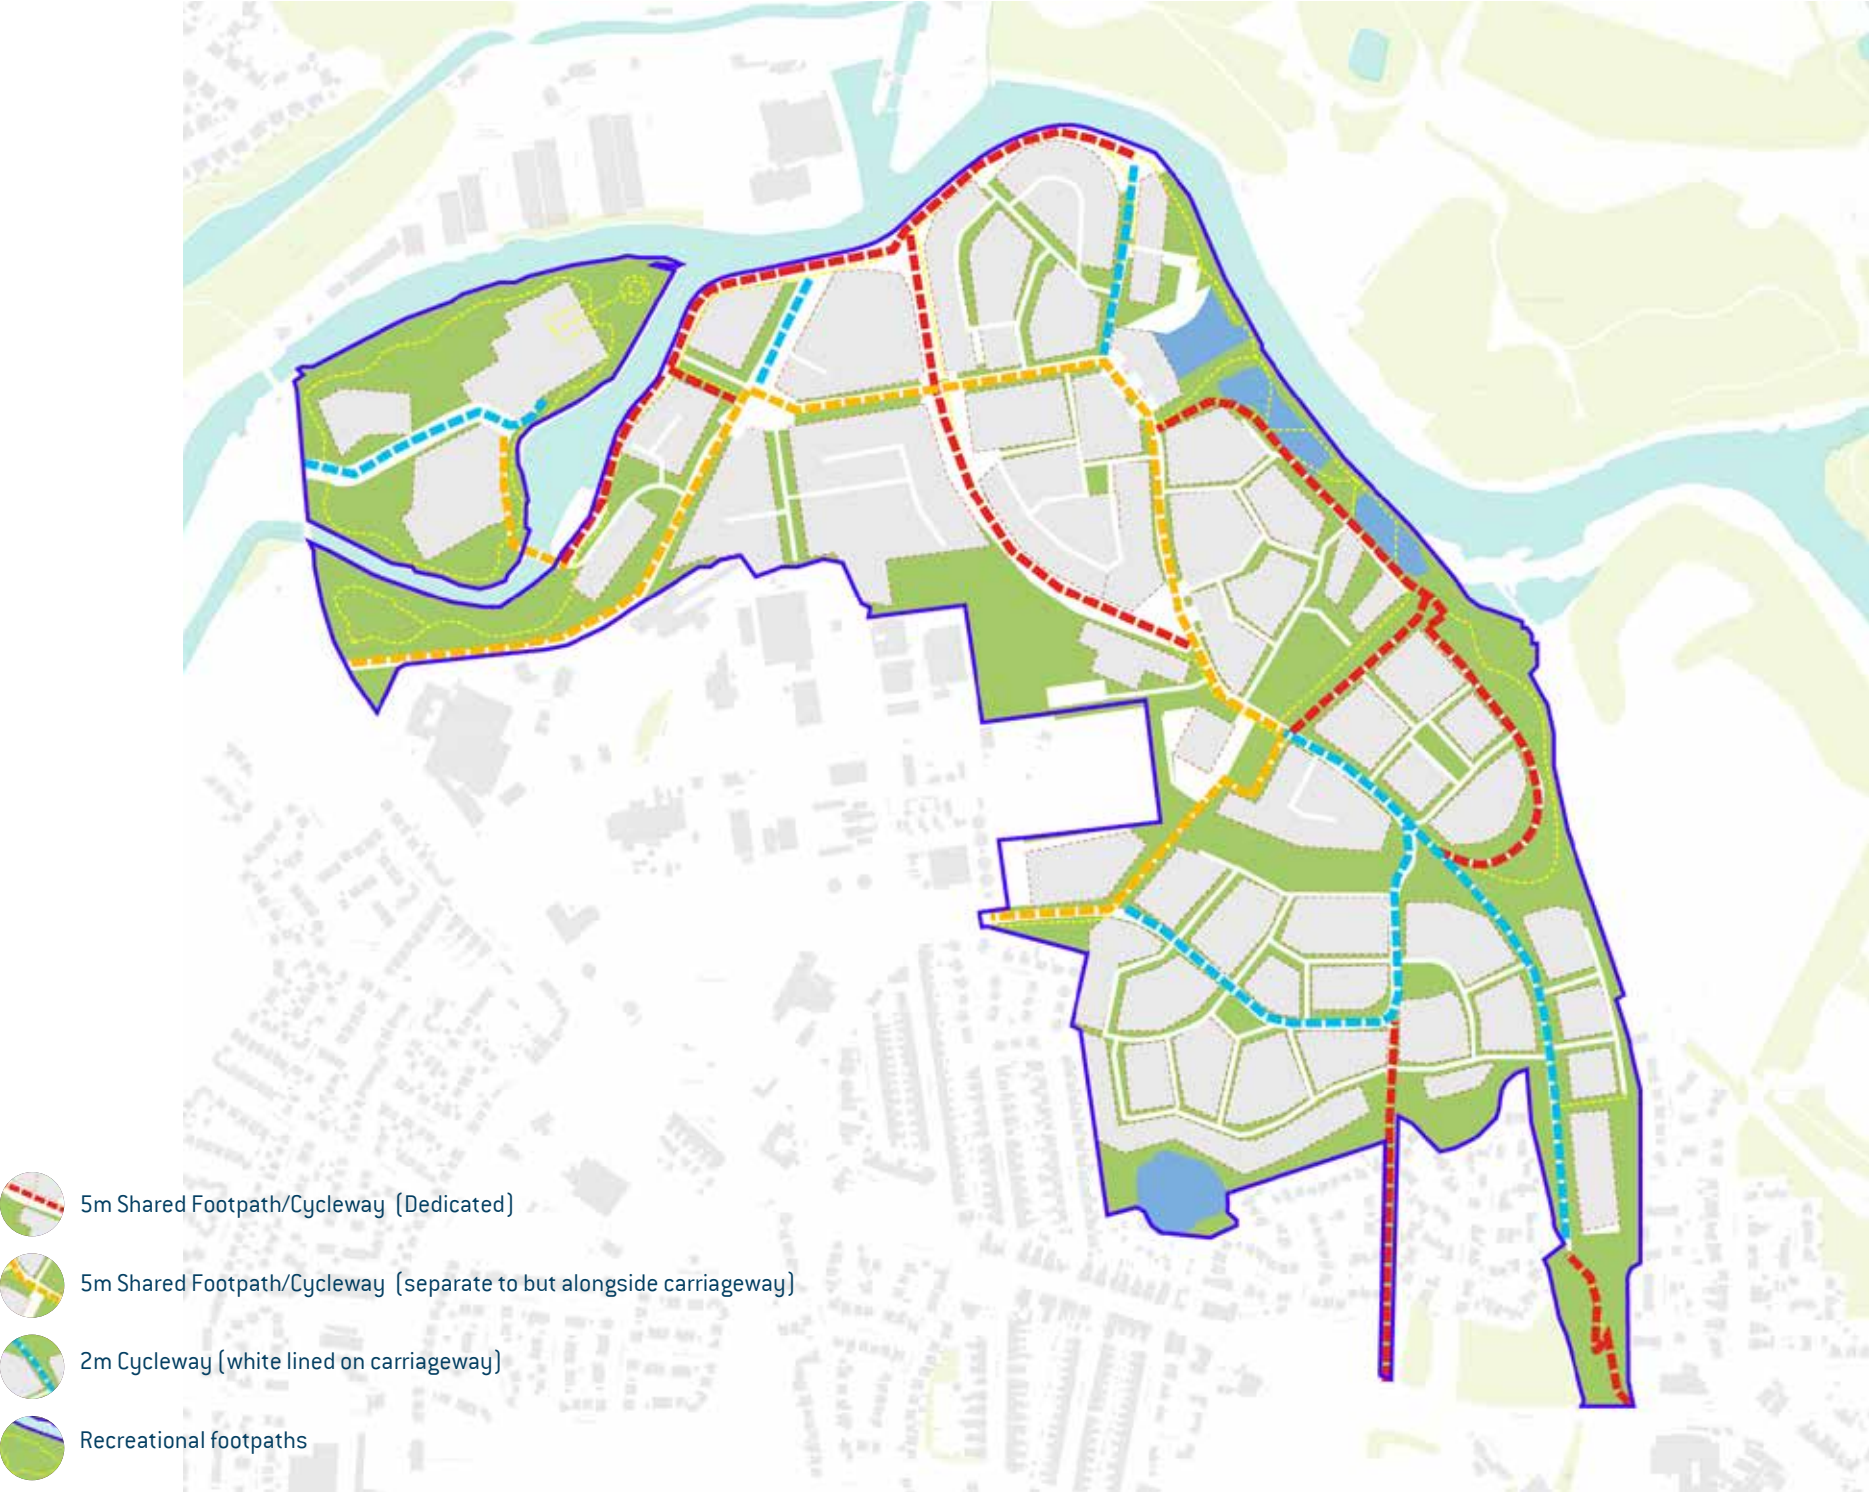 5m Shared Footpath/Cycleway (Dedicated)
5m Shared Footpath/Cycleway (separate to but alongside carriageway)
2m Cycleway (white lined on carriageway)
Recreational footpaths